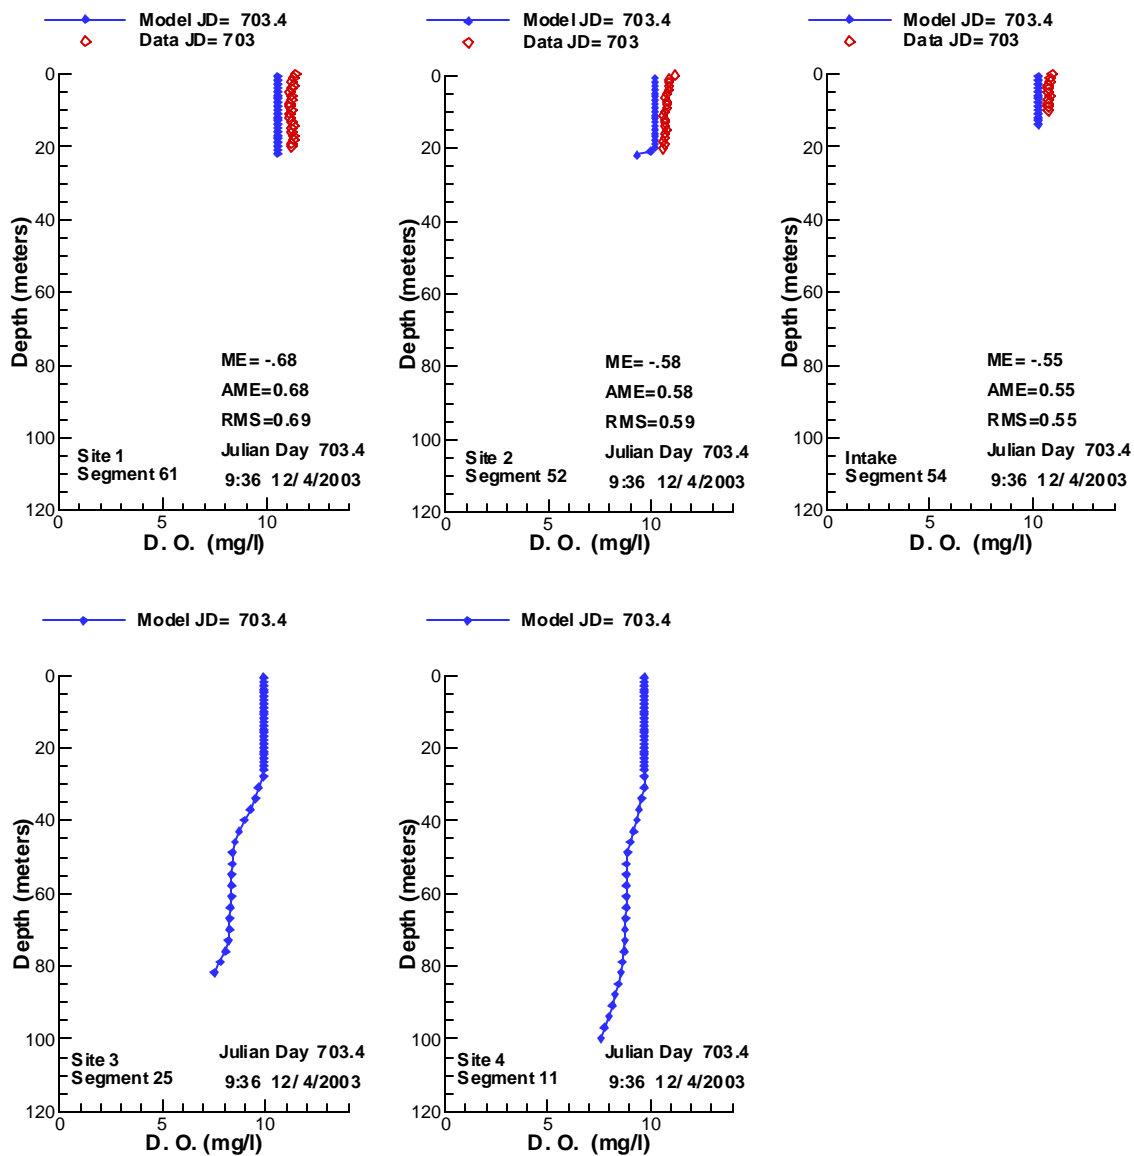 Model JD= 703.4
Data JD= 703
0
20
40
60
80
100
120
Depth (meters)
ME= -.68
AME=0.68
RMS=0.69
Julian Day 703.4
9:36 12/ 4/2003
Site 1
Segment 61
0 5 10
D. O. (mg/l)
Model JD= 703.4
Data JD= 703
0
20
40
60
80
100
120
Depth (meters)
ME= -.58
AME=0.58
RMS=0.59
Julian Day 703.4
9:36 12/ 4/2003
Site 2
Segment 52
0 5 10
D. O. (mg/l)
Model JD= 703.4
Data JD= 703
0
20
40
60
80
100
120
Depth (meters)
ME= -.55
AME=0.55
RMS=0.55
Julian Day 703.4
9:36 12/ 4/2003
Intake
Segment 54
0 5 10
D. O. (mg/l)
Model JD= 703.4
0
20
40
60
80
100
120
Depth (meters)
Julian Day 703.4
9:36 12/ 4/2003
Site 3
Segment 25
0 5 10
D. O. (mg/l)
Model JD= 703.4
0
20
40
60
80
100
120
Depth (meters)
Julian Day 703.4
9:36 12/ 4/2003
Site 4
Segment 11
0 5 10
D. O. (mg/l)